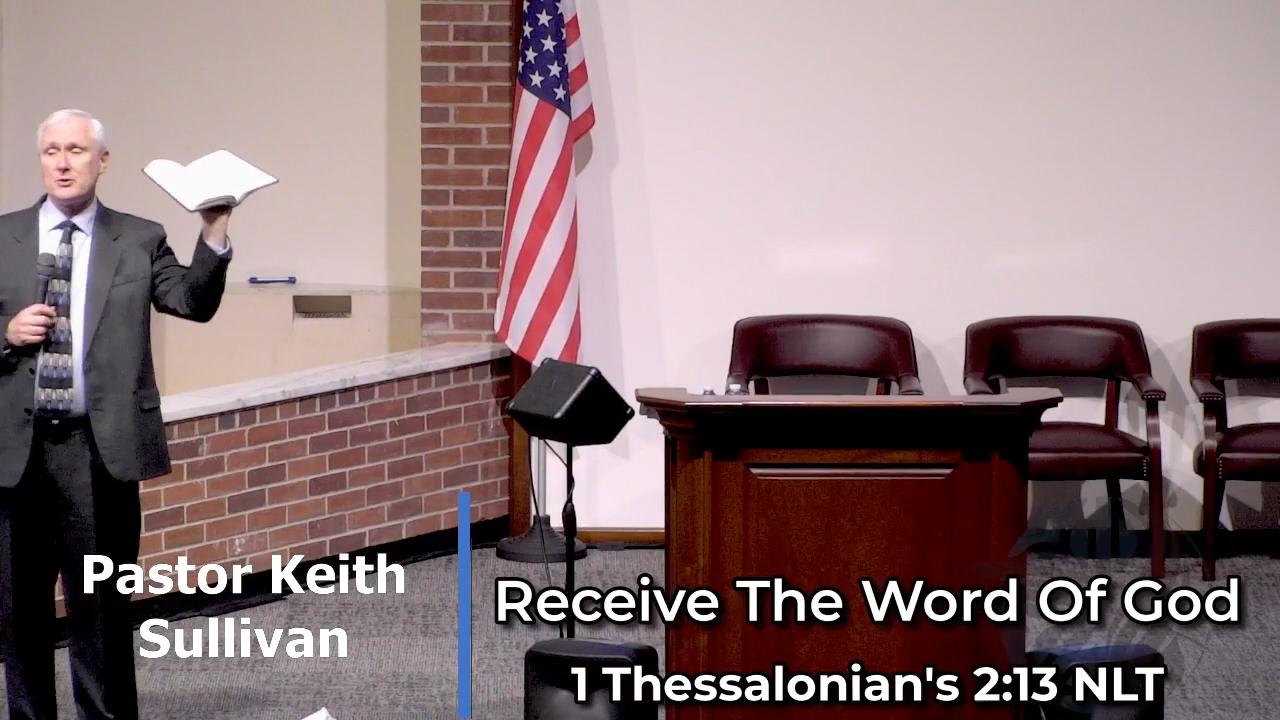 Pastor Keith
Sullivan
Receive The Word Of God
1 Thessalonian's 2:13 NLT